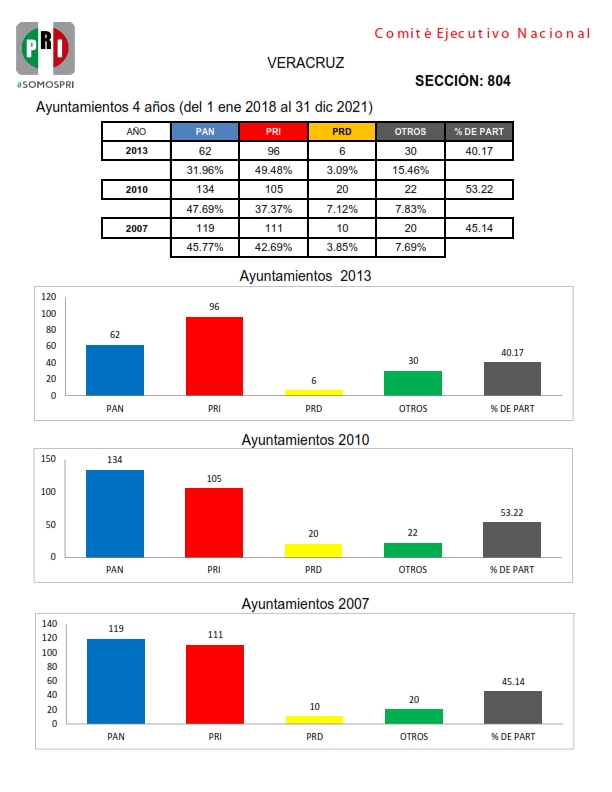 Comité Ejecutivo Nacional
PRI
#SOMOSPRI
VERACRUZ
SECCIÓN: 804
Ayuntamientos 4 años (del 1 ene 2018 al 31 dic 2021)
AÑO PAN PRI PRD OTROS % DE PART
2013 62 96 6 30 40.17
31.96% 49.48% 3.09% 15.46%
2010 134 105 20 22 53.22
47.69% 37.37% 7.12% 7.83%
2007 119 111 10 20 45.14
45.77% 42.69% 3.85% 7.69%
Ayuntamientos 2013
120
100
80
60
40
20
0
62 96 6 30 40.17
PAN PRI PRD OTROS % DE PART
Ayuntamientos 2010
150
100
50
0
134 105 20 22 53.22
PAN PRI PRD OTROS % DE PART
Ayuntamientos 2007
140
120
100
80
60
40
20
0
119 111 10 20 45.14
PAN PRI PRD OTROS % DE PART